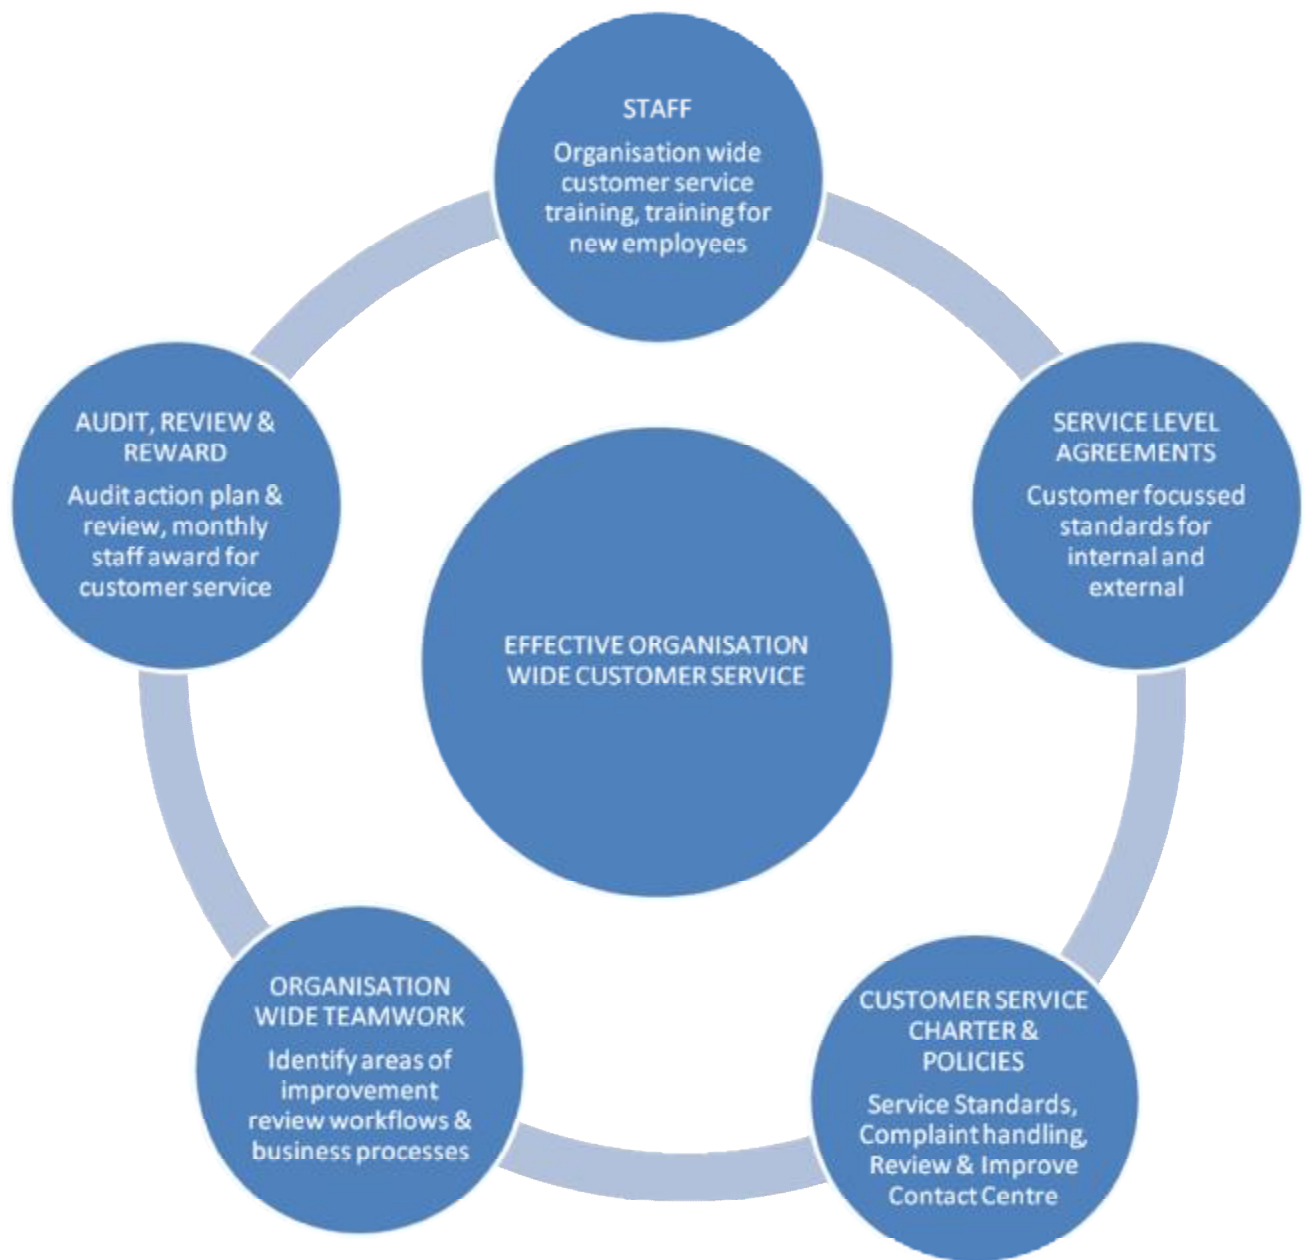 STAFF
Organisation wide
customer service
training, training for
new employees
SERVICE LEVEL
AGREEMENTS
Customer focussed
standards for
internal and
external
CUSTOMER SERVICE
CHARTER &
POLICIES
Service Standards,
Complaint handling,
Review & Improve
Contact Centre
ORGANISATION
WIDE TEAMWORK
Identify areas of
improvement
review workflows &
business processes
AUDIT, REVIEW &
REWARD
Audit action plan &
review, monthly
staff award for
customer service
EFFECTIVE ORGANISATION
WIDE CUSTOMER SERVICE